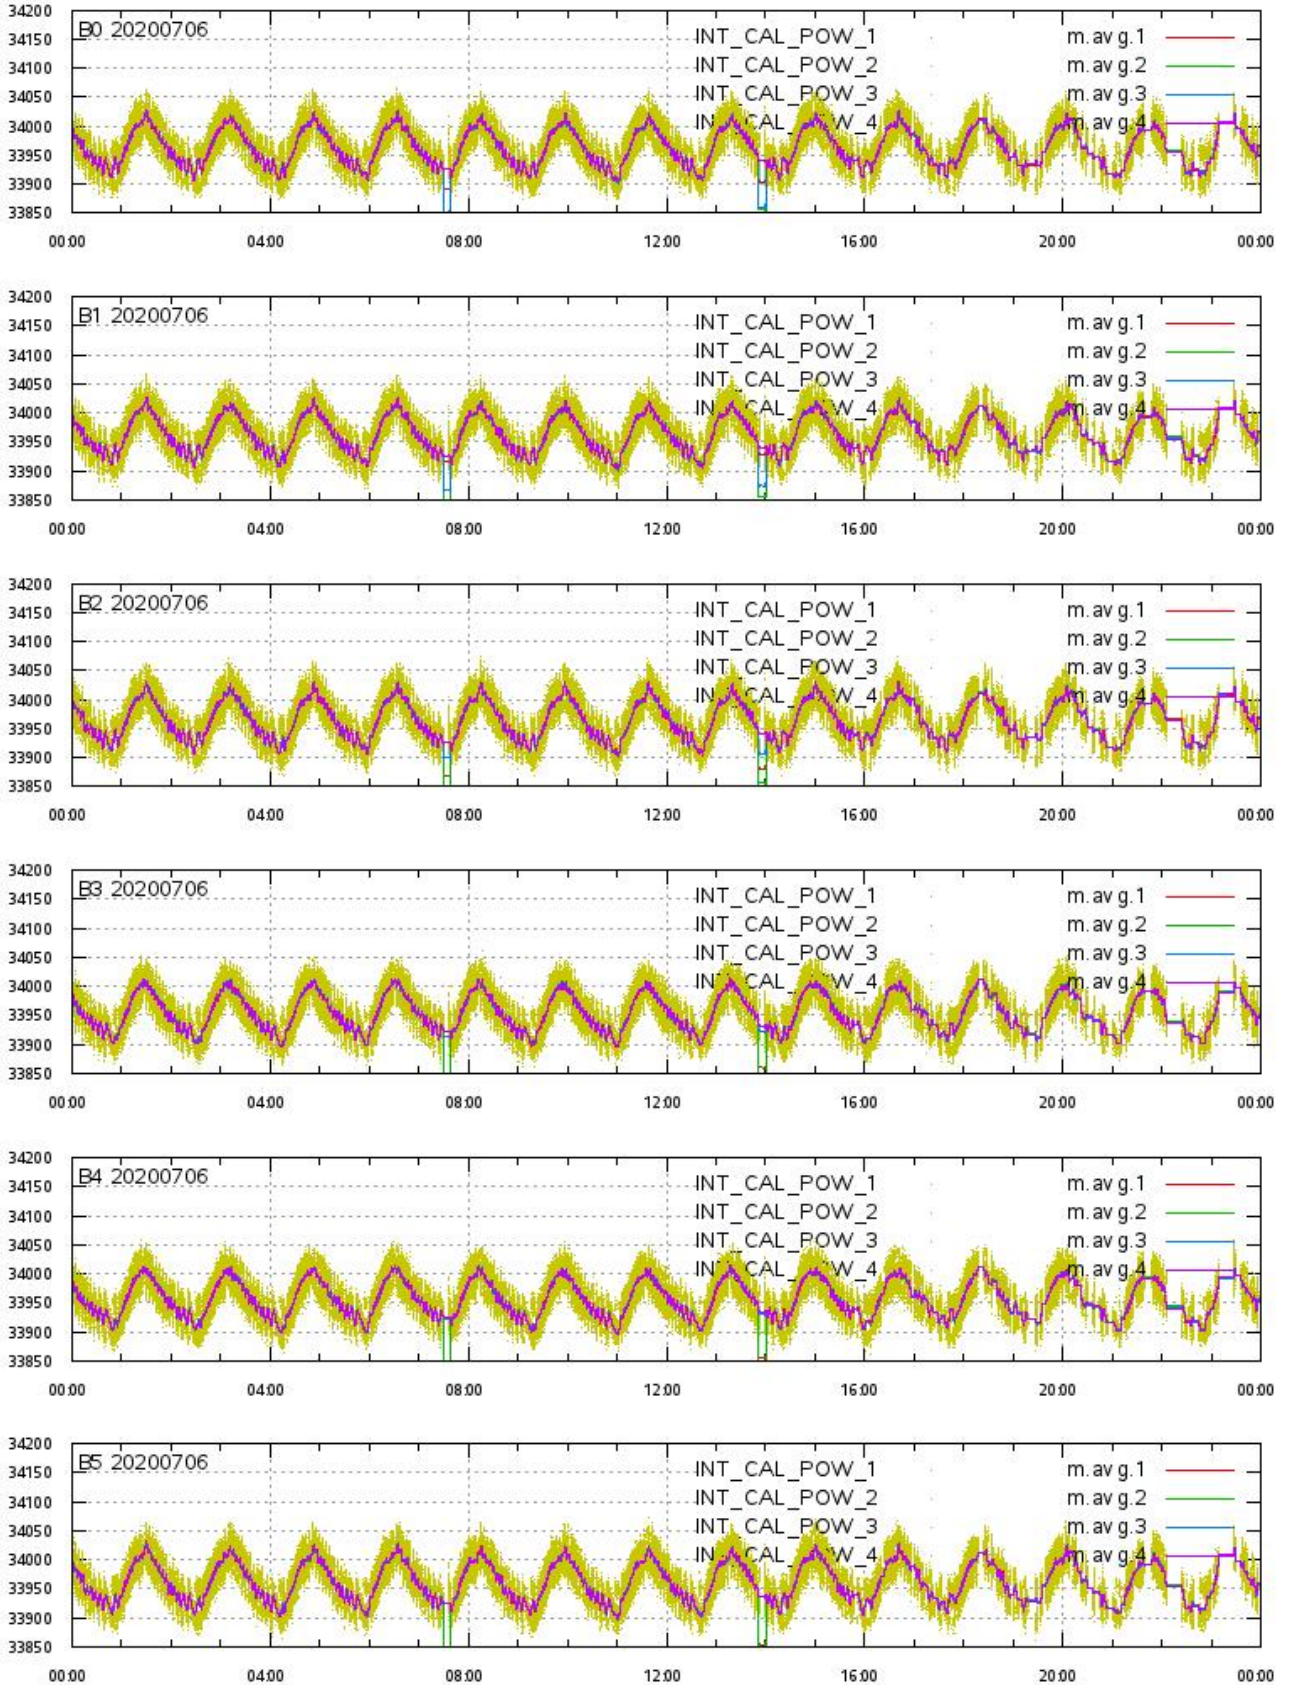 34200
B0 20200706
INT_CAL_POW_1 m.avg.1
34150
INT_CAL_POW_2 m.avg.2
34100
INT_CAL_POW_3 m.avg.3
34050
INT_CAL_POW_4 m.avg.4
34000
33950
33900
33850
00:00 04:00 08:00 12:00 16:00 20:00 00:00
34200
B1 20200706
INT_CAL_POW_1 m.avg.1
34150
INT_CAL_POW_2 m.avg.2
34100
INT_CAL_POW_3 m.avg.3
34050
INT_CAL_POW_4 m.avg.4
34000
33950
33900
33850
00:00 04:00 08:00 12:00 16:00 20:00 00:00
34200
B2 20200706
INT_CAL_POW_1 m.avg.1
34150
INT_CAL_POW_2 m.avg.2
34100
INT_CAL_POW_3 m.avg.3
34050
INT_CAL_POW_4 m.avg.4
34000
33950
33900
33850
00:00 04:00 08:00 12:00 16:00 20:00 00:00
34200
B3 20200706
INT_CAL_POW_1 m.avg.1
34150
INT_CAL_POW_2 m.avg.2
34100
INT_CAL_POW_3 m.avg.3
34050
INT_CAL_POW_4 m.avg.4
34000
33950
33900
33850
00:00 04:00 08:00 12:00 16:00 20:00 00:00
34200
B4 20200706
INT_CAL_POW_1 m.avg.1
34150
INT_CAL_POW_2 m.avg.2
34100
INT_CAL_POW_3 m.avg.3
34050
INT_CAL_POW_4 m.avg.4
34000
33950
33900
33850
00:00 04:00 08:00 12:00 16:00 20:00 00:00
34200
B5 20200706
INT_CAL_POW_1 m.avg.1
34150
INT_CAL_POW_2 m.avg.2
34100
INT_CAL_POW_3 m.avg.3
34050
INT_CAL_POW_4 m.avg.4
34000
33950
33900
33850
00:00 04:00 08:00 12:00 16:00 20:00 00:00